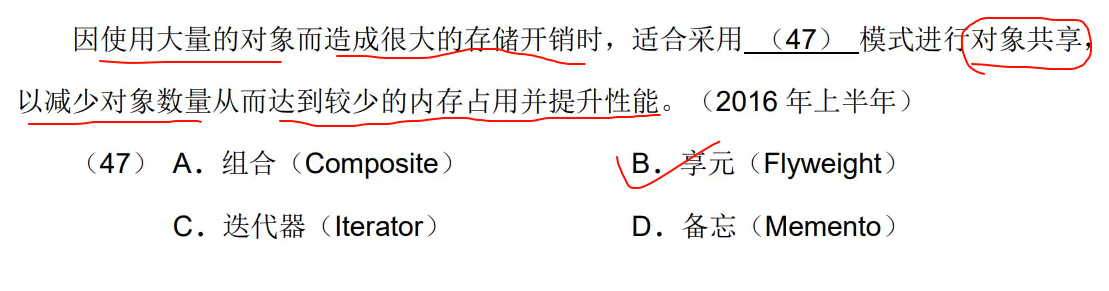 因使用大量的对象而造成很大的存储开销时，适合采用 （47） 模式进行对象共享，
以减少对象数量从而达到较少的内存占用并提升性能。（2016 年上半年）
（47） A．组合（Composite） B．享元（Flyweight）
C．迭代器（Iterator） D．备忘（Memento）